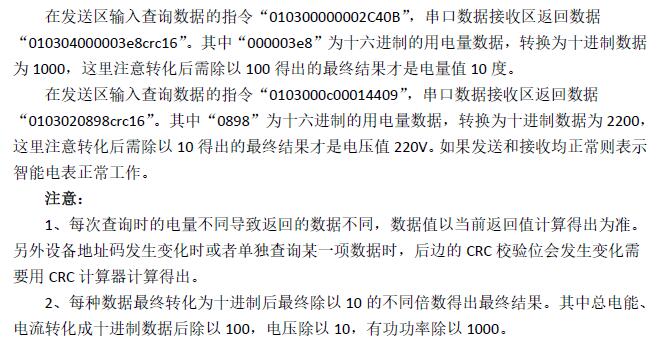 在发送区输入查询数据的指令“010300000002C40B”，串口数据接收区返回数据
“010304000003e8crc16”。其中“000003e8”为十六进制的用电量数据，转换为十进制数据
为1000，这里注意转化后需除以100得出的最终结果才是电量值10度。
在发送区输入查询数据的指令“0103000c00014409”，串口数据接收区返回数据
“0103020898crc16”。其中“0898”为十六进制的用电量数据，转换为十进制数据为2200，
这里注意转化后需除以10得出的最终结果才是电压值220V。如果发送和接收均正常则表示
智能电表正常工作。
注意：
1、每次查询时的电量不同导致返回的数据不同，数据值以当前返回值计算得出为准。
另外设备地址码发生变化时或者单独查询某一项数据时，后边的CRC校验位会发生变化需
要用CRC计算器计算得出。
2、每种数据最终转化为十进制后最终除以10的不同倍数得出最终结果。其中总电能、
电流转化成十进制数据后除以100，电压除以10，有功功率除以1000。